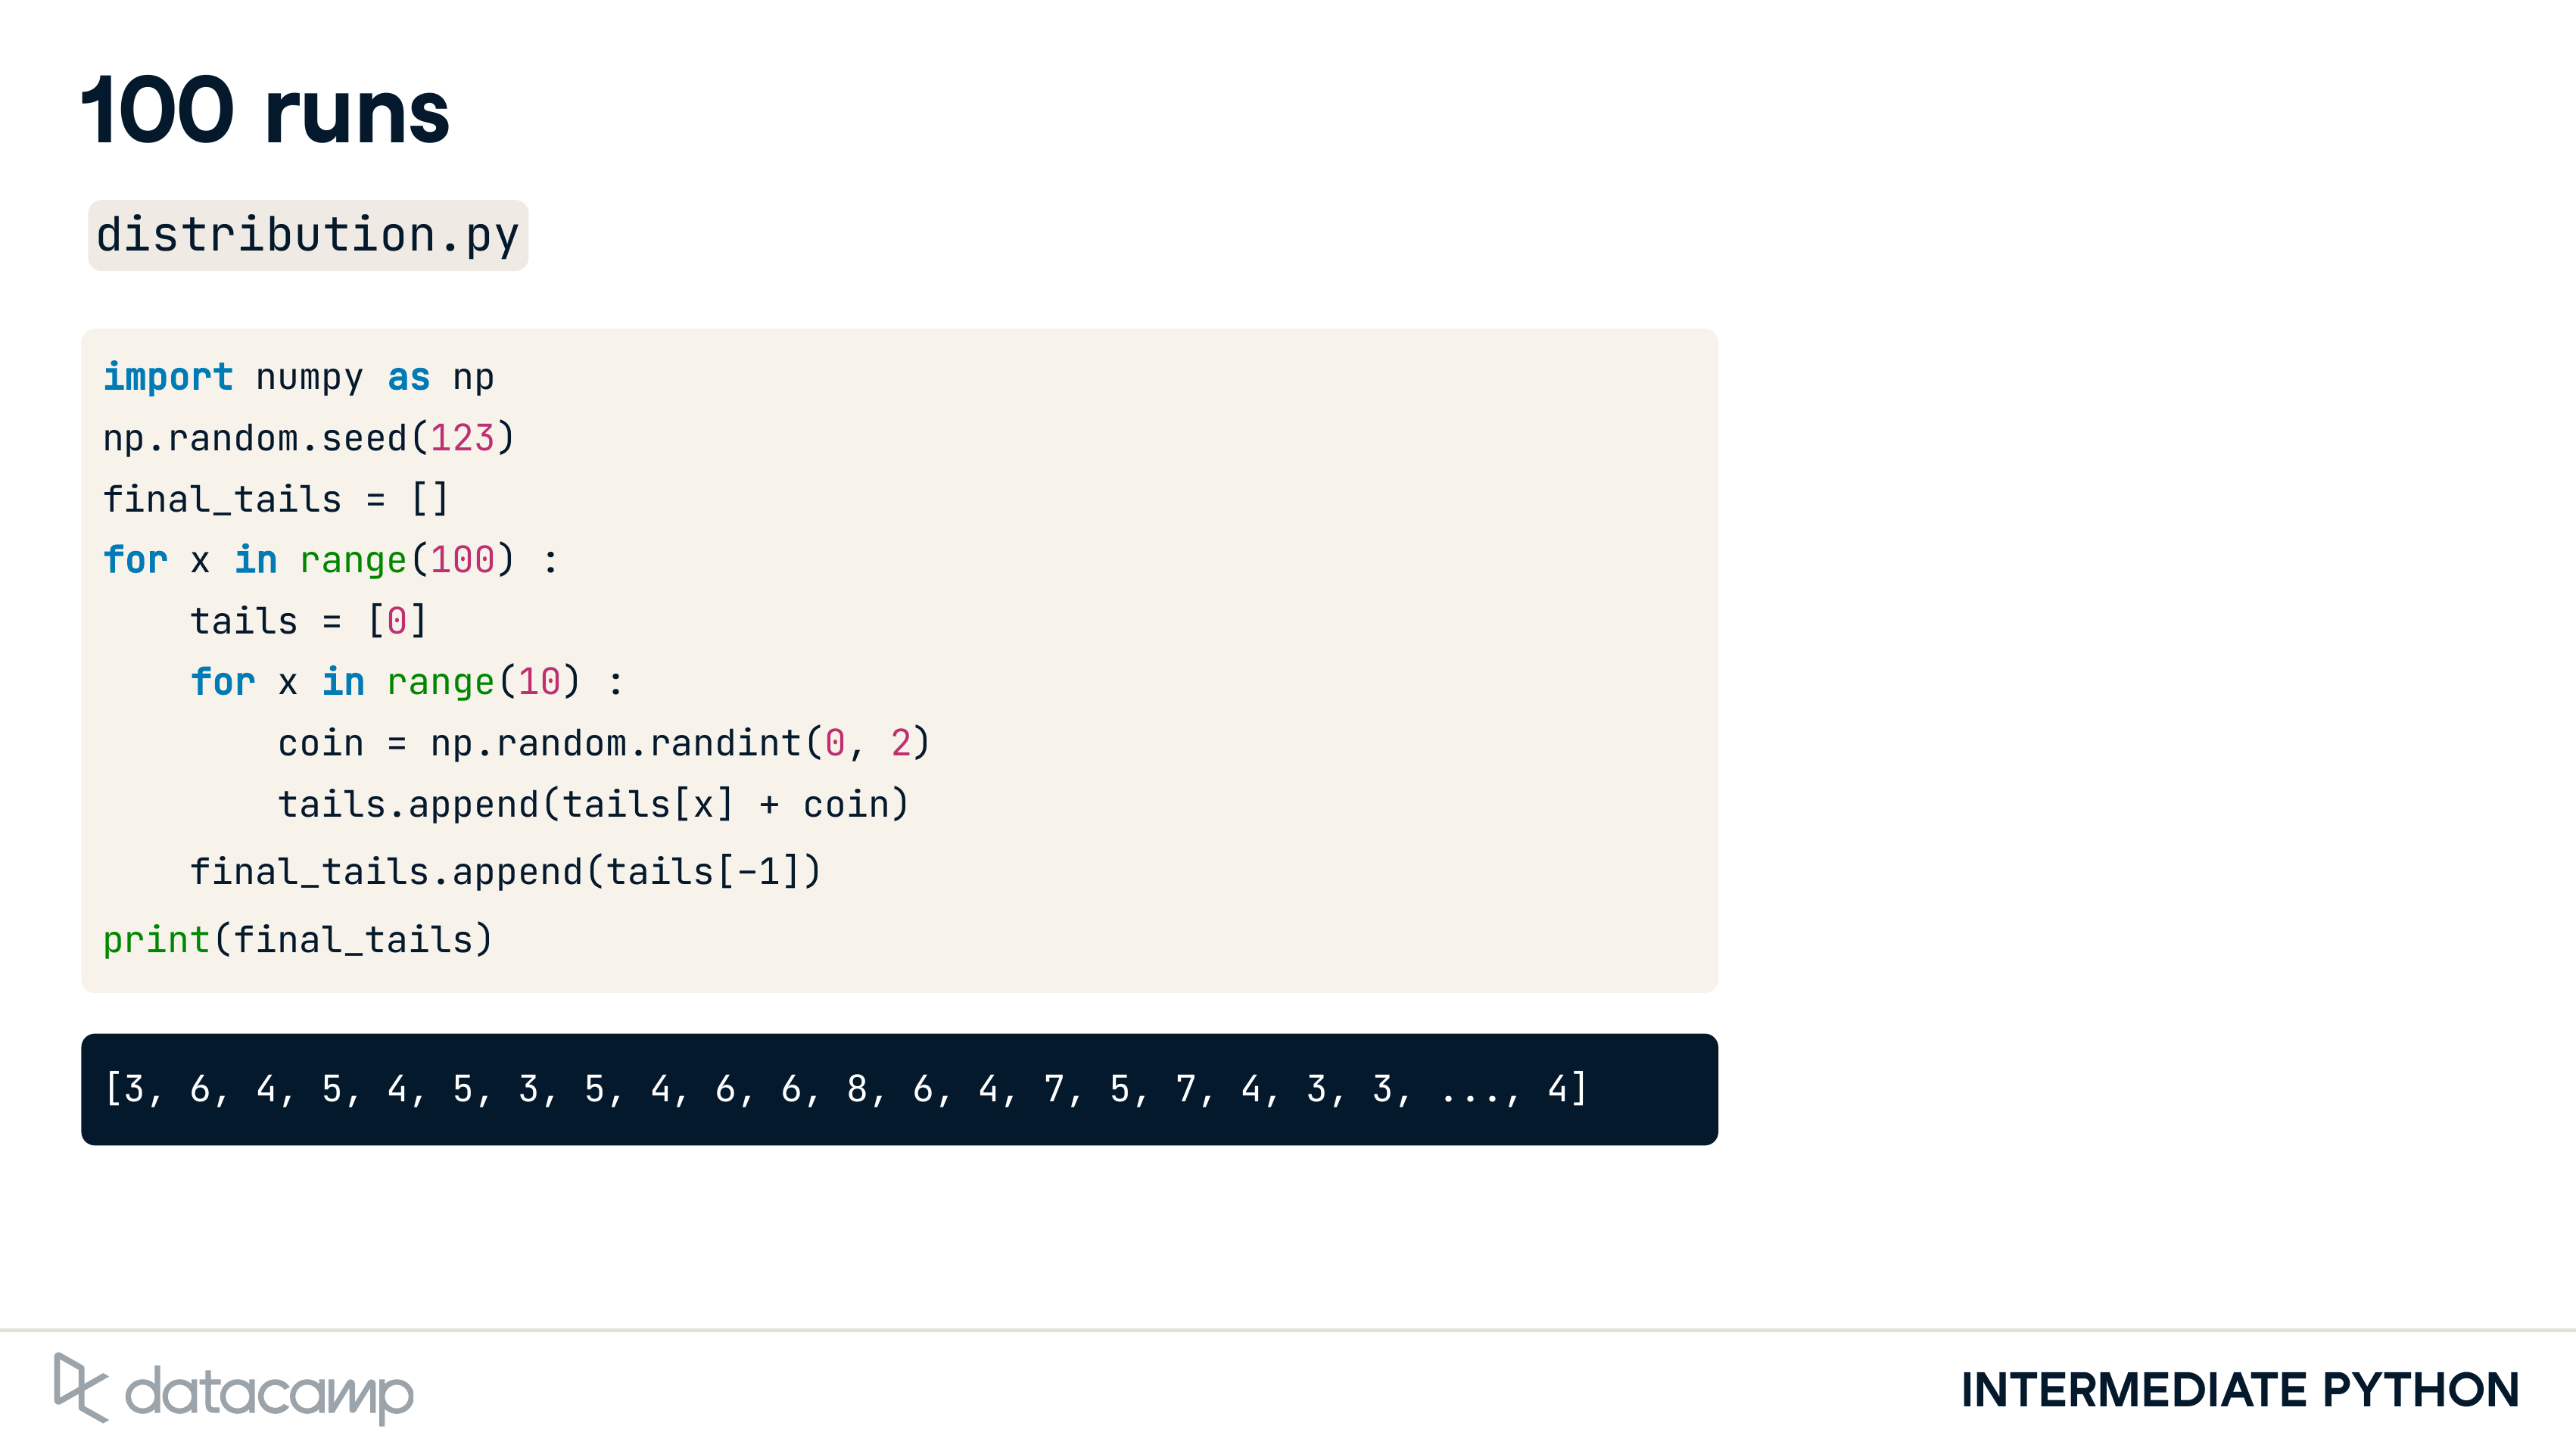 100 runs
distribution.py
import numpy as np
np.random.seed(123)
final_tails = []
for x in range(100) :
    tails = [0]
    for x in range(10) :
        coin = np.random.randint(0, 2)
        tails.append(tails[x] + coin)
    final_tails.append(tails[-1])
print(final_tails)
[3, 6, 4, 5, 4, 5, 3, 5, 4, 6, 6, 8, 6, 4, 7, 5, 7, 4, 3, 3, ..., 4]
datacamp
INTERMEDIATE PYTHON